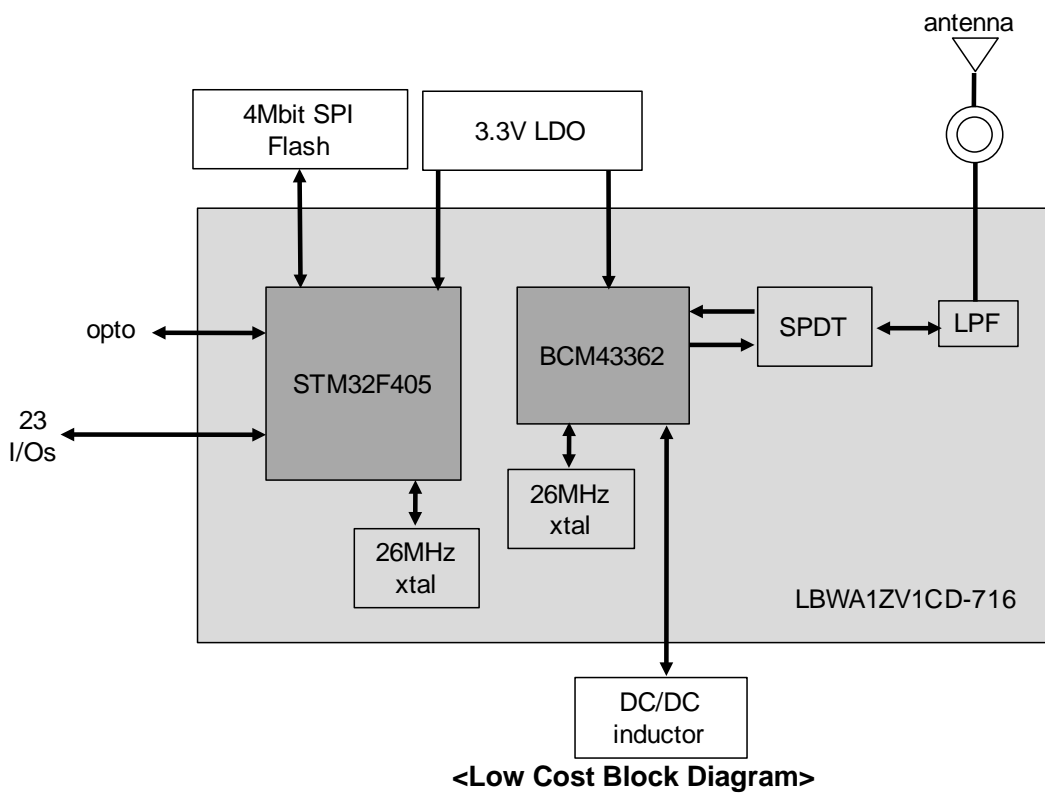 antenna
4Mbit SPI
Flash
3.3V LDO
opto
STM32F405
BCM43362
SPDT
LPF
23
I/Os
26MHz
xtal
26MHz
xtal
LBWA1ZV1CD-716
DC/DC
inductor
<Low Cost Block Diagram>